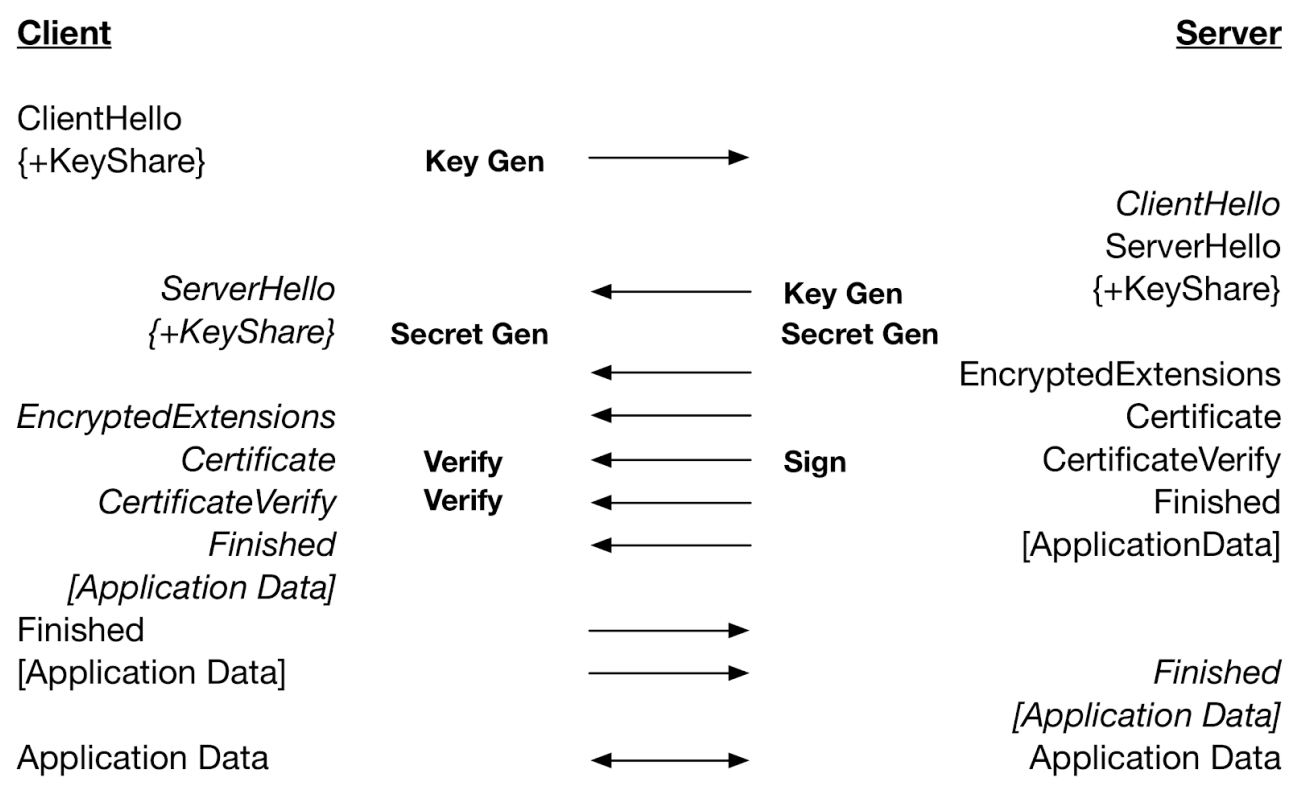 Client Server
ClientHello
{+KeyShare} Key Gen
ClientHello
ServerHello
ServerHello Key Gen {+KeyShare}
{+KeyShare} Secret Gen Secret Gen
EncryptedExtensions
EncryptedExtensions Certificate
Certificate Verify Sign CertificateVerify
CertificateVerify Verify Finished
Finished [ApplicationData]
[Application Data]
Finished
[Application Data] Finished
[Application Data]
Application Data Application Data